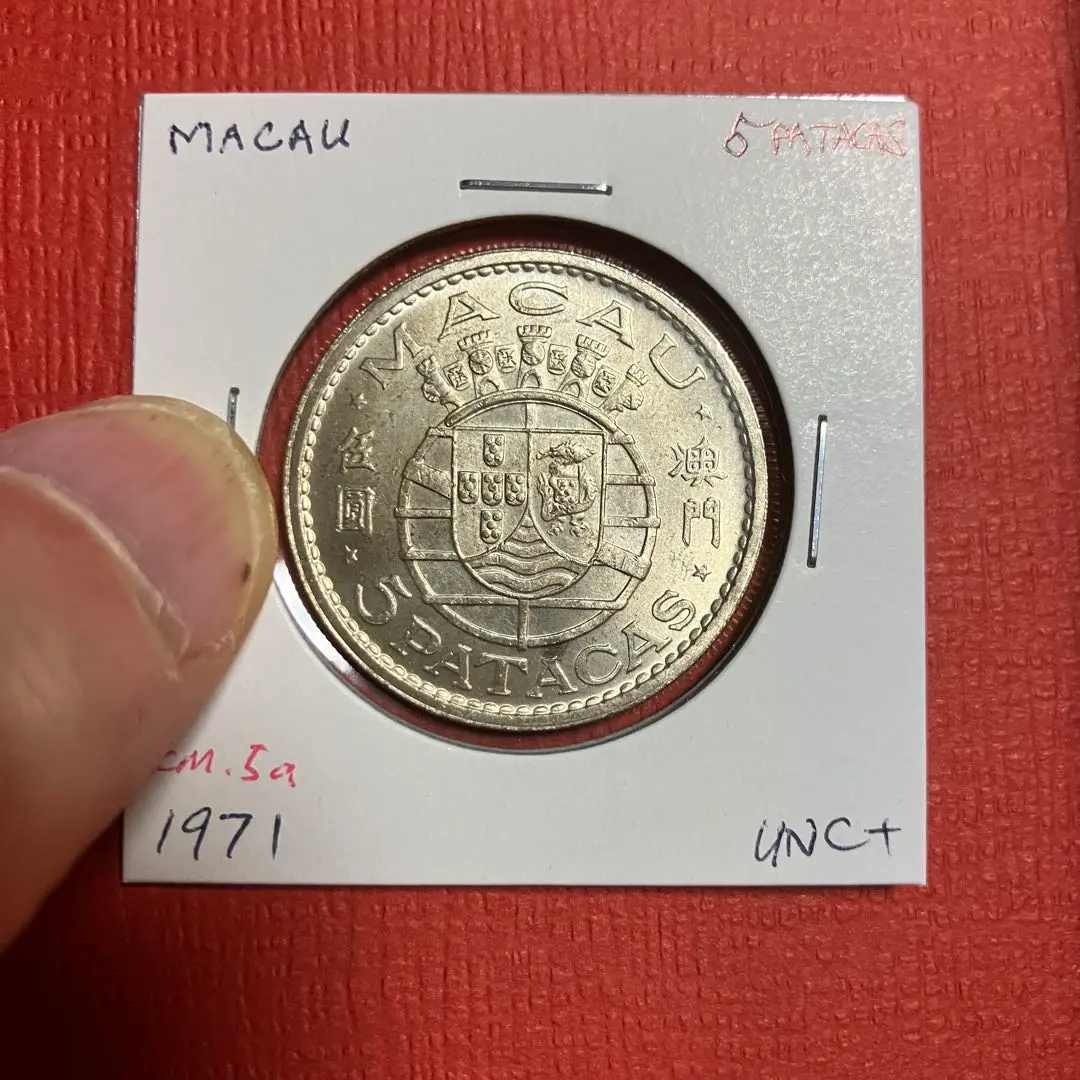 MACAU
5 PATACAS
MACAU
伍圓
澳門
5 PATACAS
KM.5a
1971
UNC+